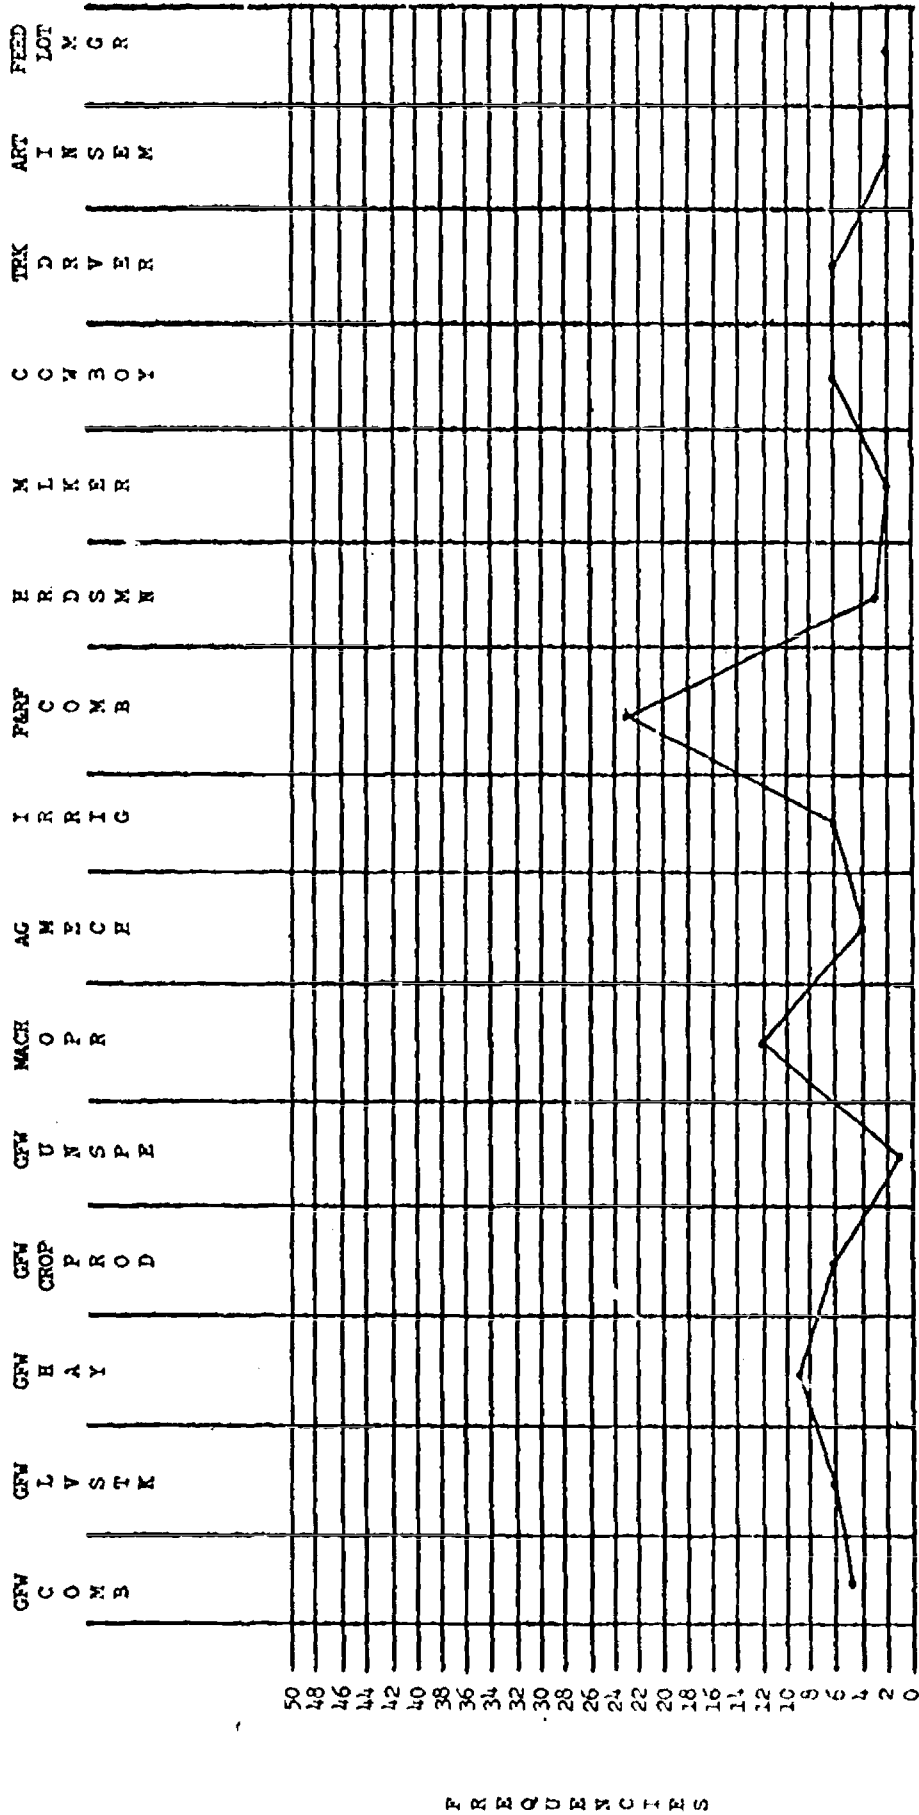 GFW COMB
GFW LVSTK
GFW HAY
GFW CROP PROD
GFW UNSPE
MACH OPR
AG MECH
IRRIG
F&RF COMB
HRDSMN
MLKER
COWBOY
TRK DRVER
ART INSEM
FEED LOT MGR
FREQUENCIES
50
48
46
44
42
40
38
36
34
32
30
28
26
24
22
20
18
16
14
12
10
8
6
4
2
0